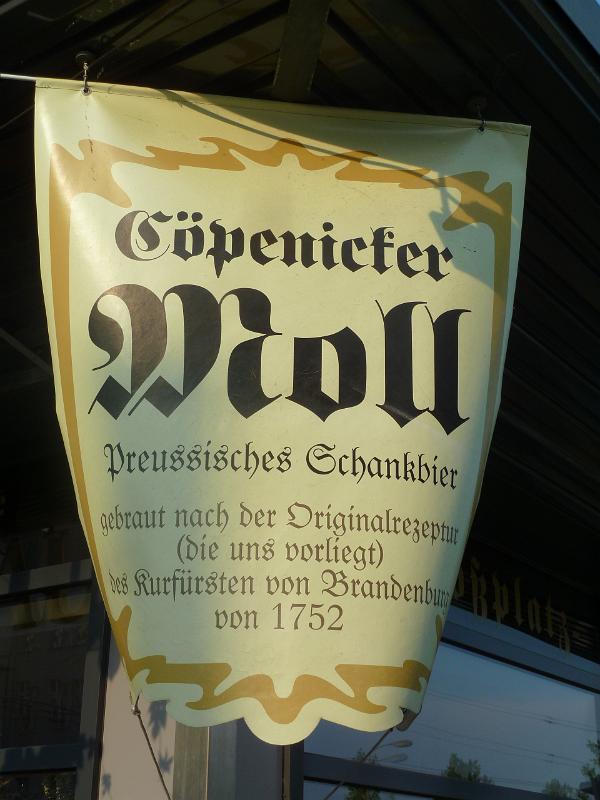 Cöpenicker
Moll
Preussisches Schankbier
gebraut nach der Originalrezeptur
(die uns vorliegt)
des Kurfürsten von Brandenburg
von 1752